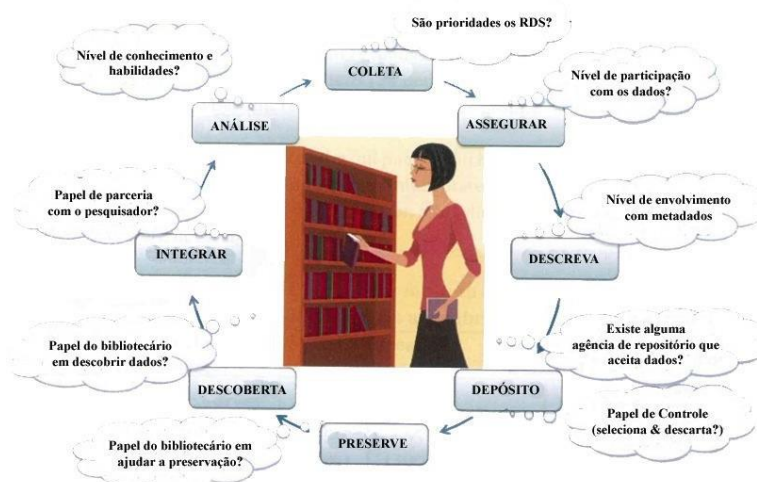 São prioridades os RDS?
COLETA
Nível de participação
com os dados?
ASSEGURAR
Nível de envolvimento
com metadados
DESCREVA
Existe alguma
agência de repositório que
aceita dados?
DEPÓSITO
Papel de Controle
(seleciona & descarta?)
PRESERVE
Papel do bibliotecário em
ajudar a preservação?
DESCOBERTA
Papel do bibliotecário
em descobrir dados?
INTEGRAR
Papel de parceria
com o pesquisador?
ANÁLISE
Nível de conhecimento e
habilidades?